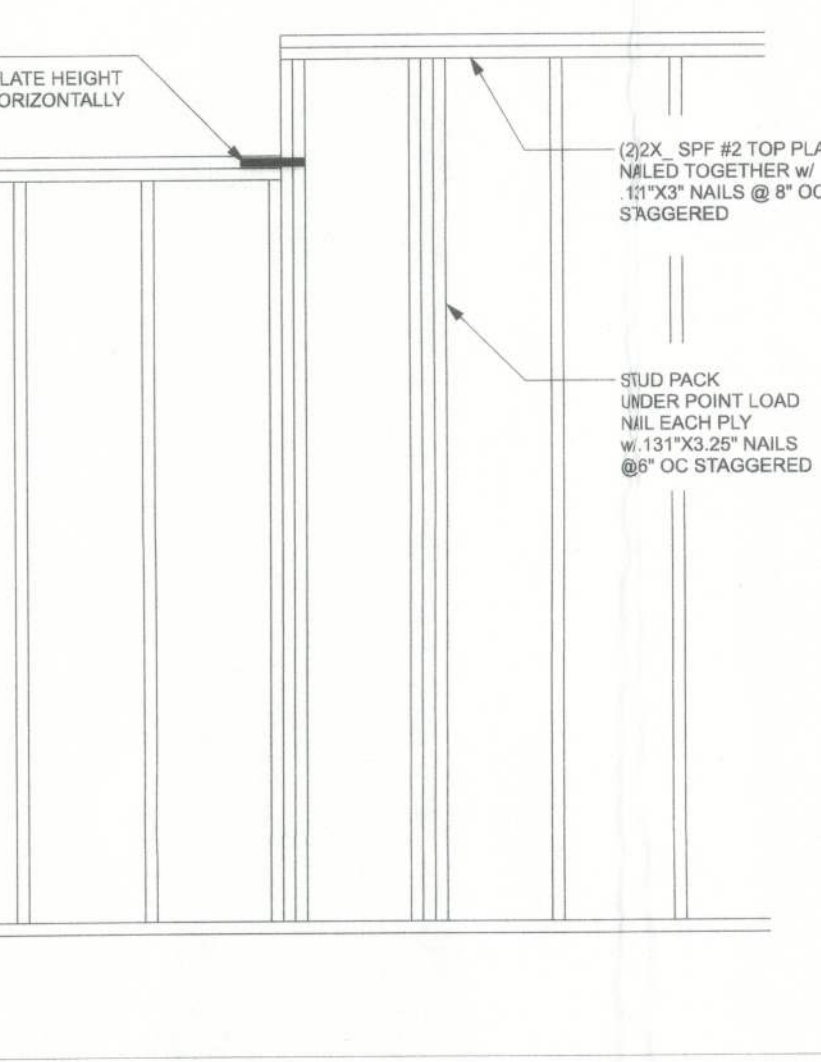 LATE HEIGHT
ORIZONTALLY
(2)2X_ SPF #2 TOP PLA
NAILED TOGETHER w/
.131"X3" NAILS @ 8" OC
STAGGERED
STUD PACK
UNDER POINT LOAD
NAIL EACH PLY
w/.131"X3.25" NAILS
@6" OC STAGGERED